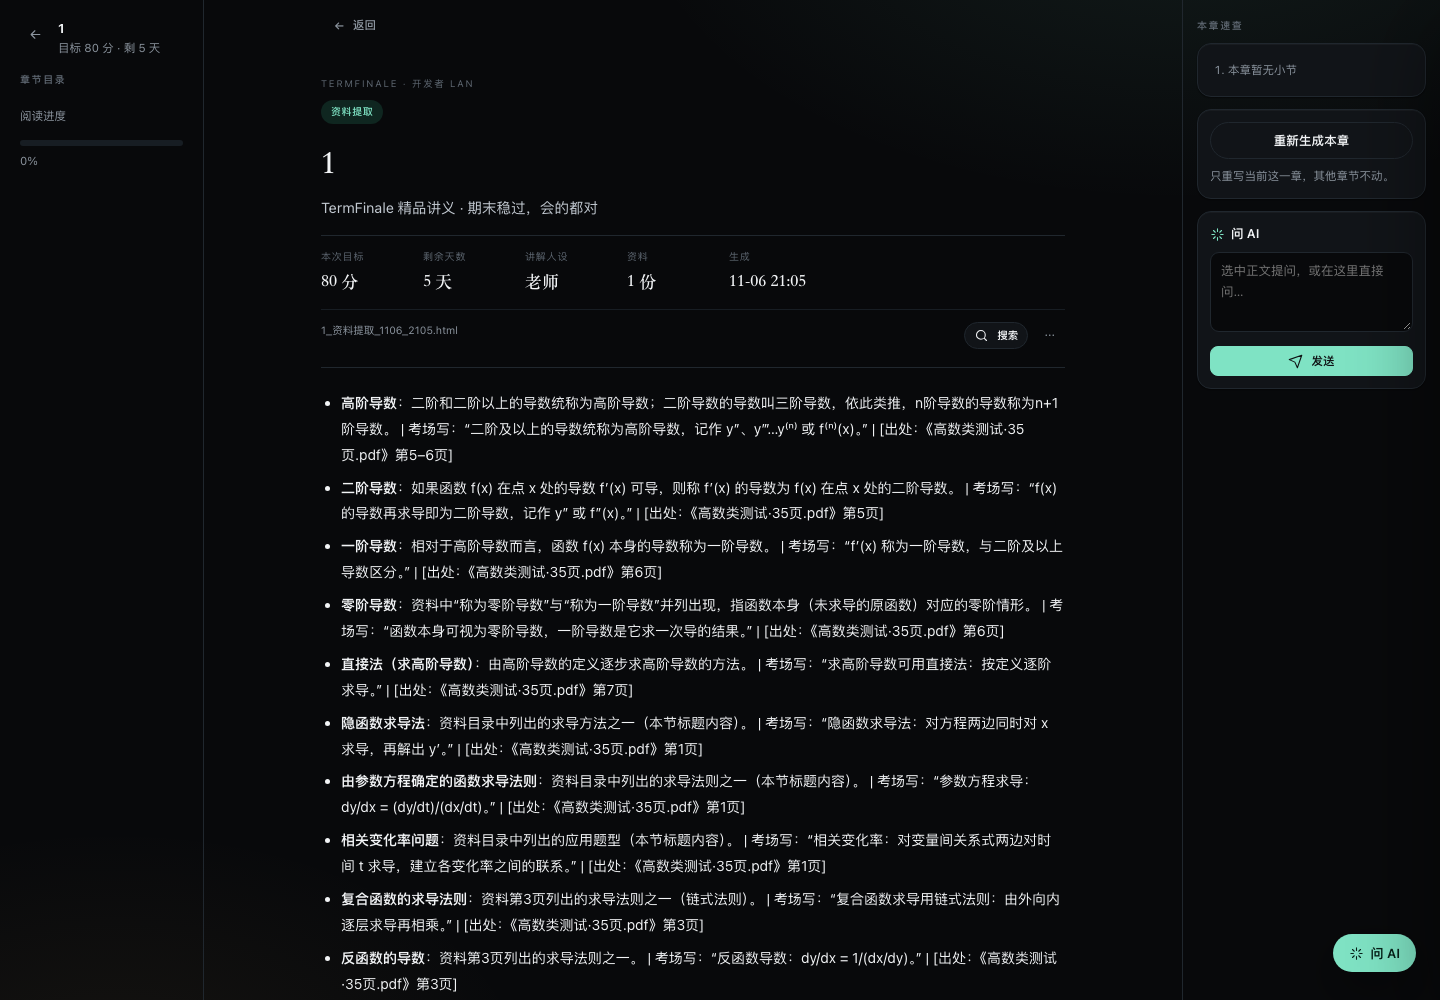 1
目标 80 分 · 剩 5 天
章节目录
阅读进度
0%
返回
TERMFINALE · 开发者 LAN
资料提取
1
TermFinale 精品讲义 · 期末稳过，会的都对
本次目标
80 分
剩余天数
5 天
讲解人设
老师
资料
1 份
生成
11-06 21:05
1_资料提取_1106_2105.html
搜索
...
高阶导数：二阶和二阶以上的导数统称为高阶导数；二阶导数的导数叫三阶导数，依此类推，n阶导数的导数称为n+1
阶导数。 | 考场写：“二阶及以上的导数统称为高阶导数，记作 y″、y‴…y⁽ⁿ⁾ 或 f⁽ⁿ⁾(x)。” | [出处：《高数类测试·35
页.pdf》第5–6页]
二阶导数：如果函数 f(x) 在点 x 处的导数 f′(x) 可导，则称 f′(x) 的导数为 f(x) 在点 x 处的二阶导数。 | 考场写：“f(x)
的导数再求导即为二阶导数，记作 y″ 或 f″(x)。” | [出处：《高数类测试·35页.pdf》第5页]
一阶导数：相对于高阶导数而言，函数 f(x) 本身的导数称为一阶导数。 | 考场写：“f′(x) 称为一阶导数，与二阶及以上
导数区分。” | [出处：《高数类测试·35页.pdf》第6页]
零阶导数：资料中“称为零阶导数”与“称为一阶导数”并列出现，指函数本身（未求导的原函数）对应的零阶情形。 | 考
场写：“函数本身可视为零阶导数，一阶导数是它求一次导的结果。” | [出处：《高数类测试·35页.pdf》第6页]
直接法（求高阶导数）：由高阶导数的定义逐步求高阶导数的方法。 | 考场写：“求高阶导数可用直接法：按定义逐阶
求导。” | [出处：《高数类测试·35页.pdf》第7页]
隐函数求导法：资料目录中列出的求导方法之一（本节标题内容）。 | 考场写：“隐函数求导法：对方程两边同时对 x
求导，再解出 y′。” | [出处：《高数类测试·35页.pdf》第1页]
由参数方程确定的函数求导法则：资料目录中列出的求导法则之一（本节标题内容）。 | 考场写：“参数方程求导：
dy/dx = (dy/dt)/(dx/dt)。” | [出处：《高数类测试·35页.pdf》第1页]
相关变化率问题：资料目录中列出的应用题型（本节标题内容）。 | 考场写：“相关变化率：对变量间关系式两边对时
间 t 求导，建立各变化率之间的联系。” | [出处：《高数类测试·35页.pdf》第1页]
复合函数的求导法则：资料第3页列出的求导法则之一（链式法则）。 | 考场写：“复合函数求导用链式法则：由外向内
逐层求导再相乘。” | [出处：《高数类测试·35页.pdf》第3页]
反函数的导数：资料第3页列出的求导法则之一。 | 考场写：“反函数导数：dy/dx = 1/(dx/dy)。” | [出处：《高数类测试
·35页.pdf》第3页]
本章速查
1. 本章暂无小节
重新生成本章
只重写当前这一章，其他章节不动。
问 AI
选中正文提问，或在这里直接
问...
发送
问 AI